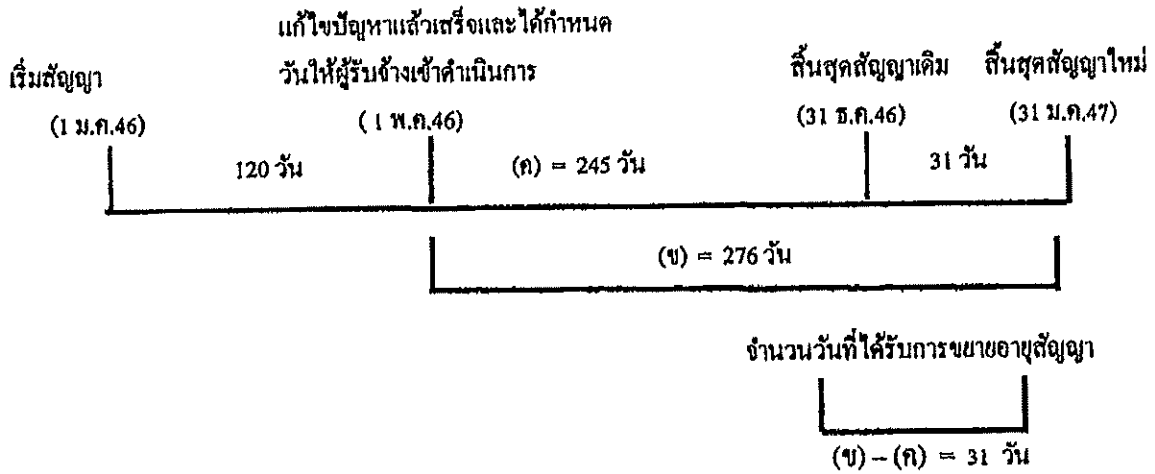 แก้ไขปัญหาแล้วเสร็จและได้กำหนด
เริ่มสัญญา วันให้ผู้รับจ้างเข้าดำเนินการ สิ้นสุดสัญญาเดิม สิ้นสุดสัญญาใหม่
(1 ม.ค.46) ( 1 พ.ค.46) (31 ธ.ค.46) (31 ม.ค.47)
120 วัน (ค) = 245 วัน 31 วัน
(ข) = 276 วัน
จำนวนวันที่ได้รับการขยายอายุสัญญา
(ข) – (ค) = 31 วัน